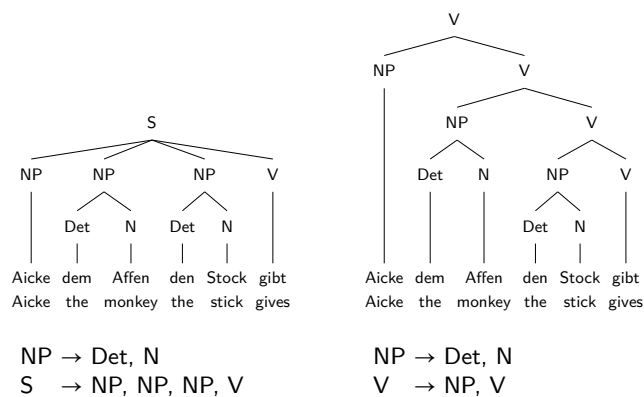 V
NP V
S NP V
NP NP NP V Det N NP V
Det N Det N Det N
Aicke dem Affen den Stock gibt Aicke dem Affen den Stock gibt
Aicke the monkey the stick gives Aicke the monkey the stick gives
NP → Det, N NP → Det, N
S → NP, NP, NP, V V → NP, V